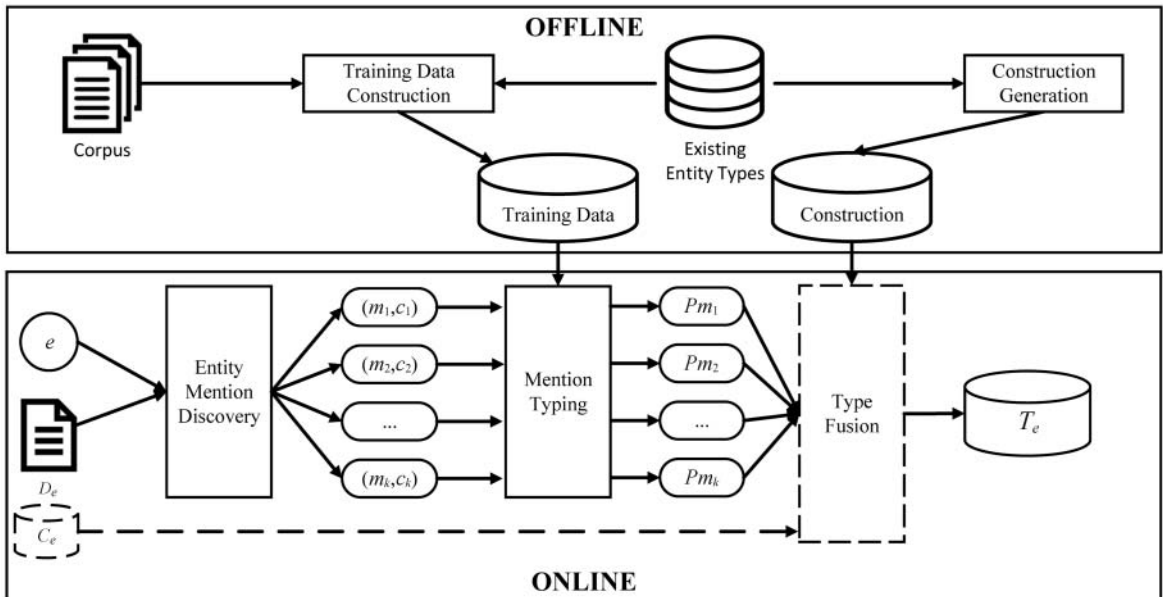 OFFLINE
Training Data
Construction
Construction
Generation
Corpus
Existing
Entity Types
Training Data
Construction
e
(m₁,c₁)
Pm₁
(m₂,c₂)
Pm₂
Entity
Mention
Discovery
Mention
Typing
Type
Fusion
Tₑ
...
...
(mₖ,cₖ)
Pmₖ
Dₑ
Cₑ
ONLINE